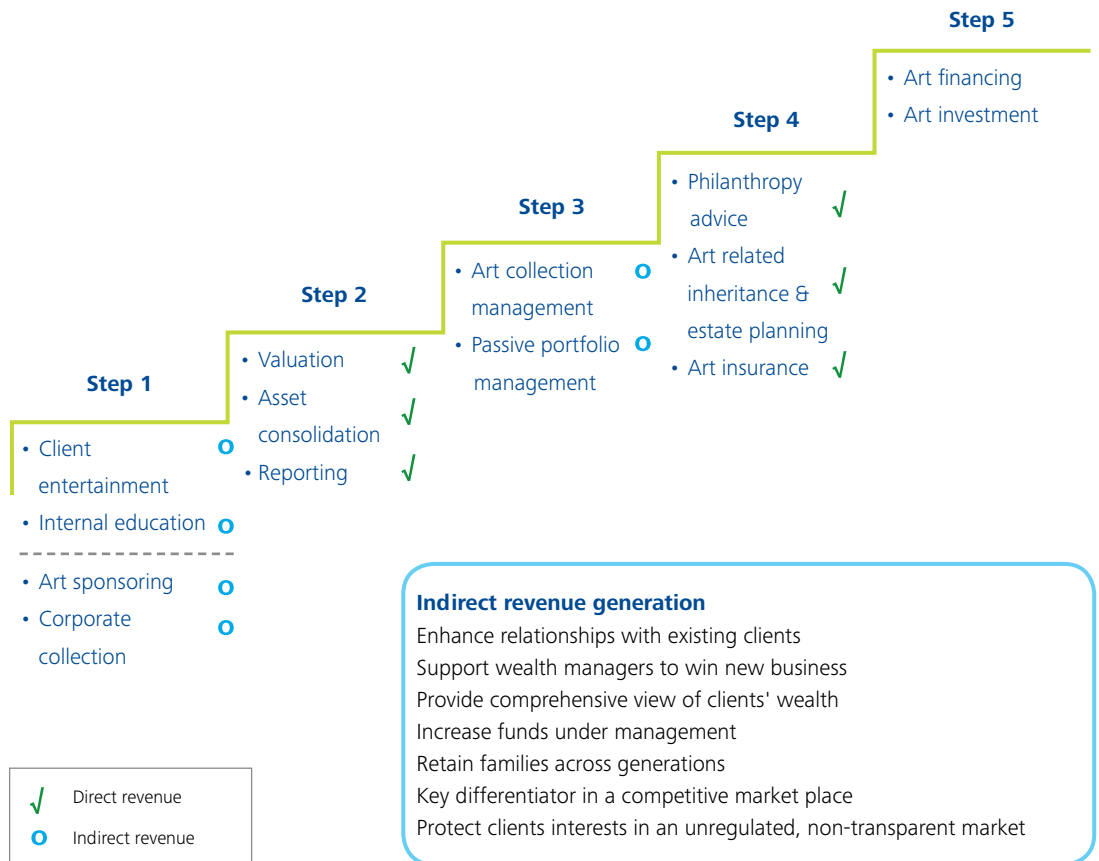 Step 1
• Client
entertainment
• Internal education
• Art sponsoring
• Corporate
collection
Step 2
• Valuation √
• Asset
consolidation √
• Reporting √
Step 3
• Art collection
management
• Passive portfolio
management
Step 4
• Philanthropy
advice √
• Art related
inheritance &
estate planning √
• Art insurance √
Step 5
• Art financing
• Art investment
Indirect revenue generation
Enhance relationships with existing clients
Support wealth managers to win new business
Provide comprehensive view of clients' wealth
Increase funds under management
Retain families across generations
Key differentiator in a competitive market place
Protect clients interests in an unregulated, non-transparent market
√ Direct revenue
o Indirect revenue